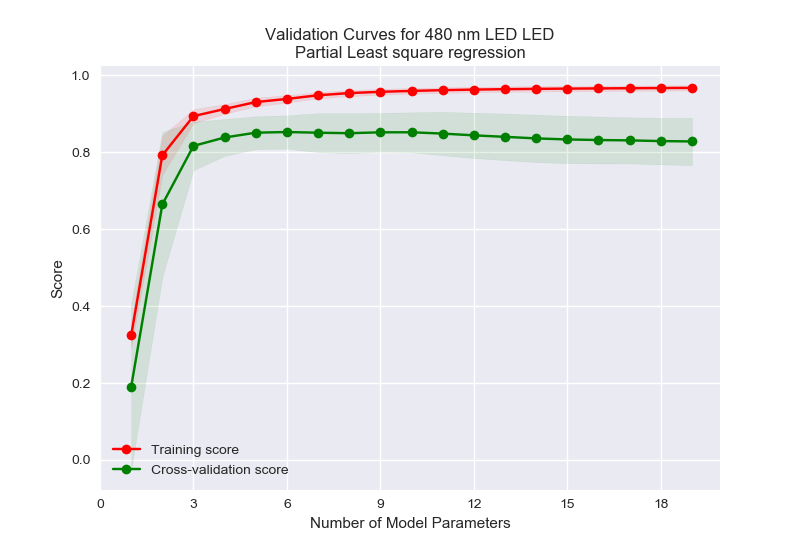 Validation Curves for 480 nm LED LED
Partial Least square regression
1.0
0.8
0.6
0.4
0.2
0.0
Score
Training score
Cross-validation score
0 3 6 9 12 15 18
Number of Model Parameters